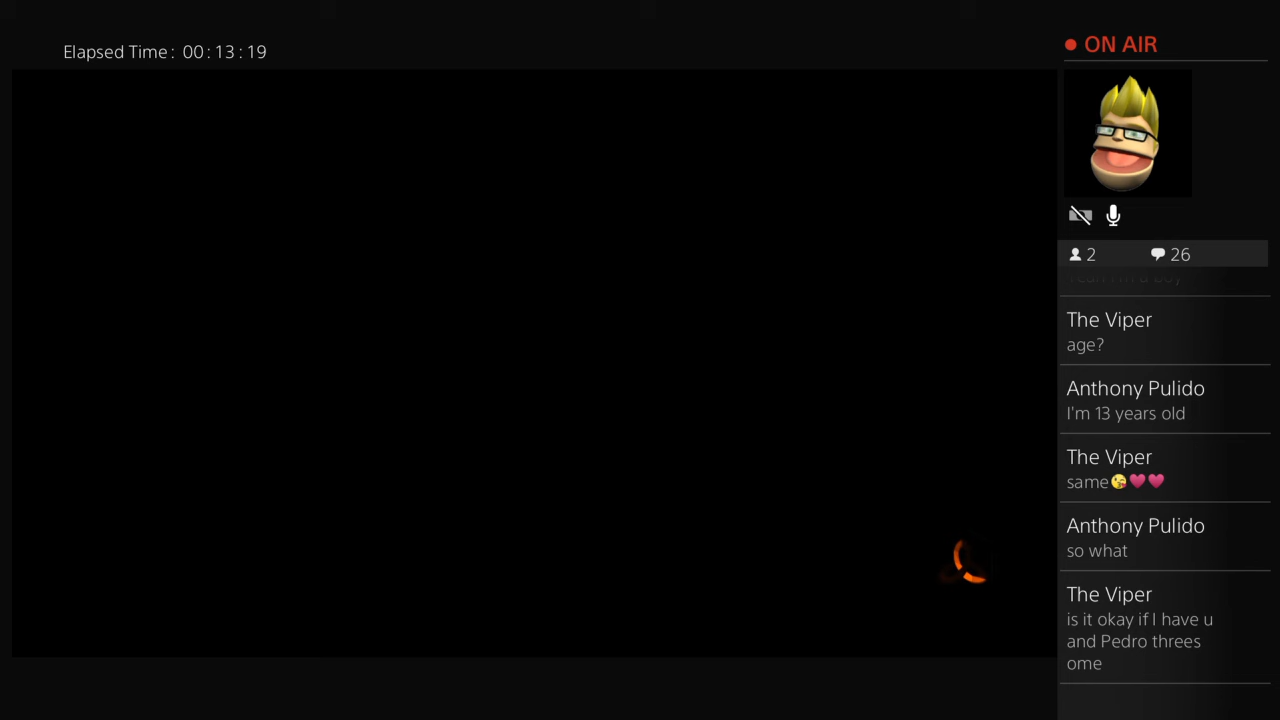 Elapsed Time: 00:13:19
ON AIR
2 26
The Viper
age?
Anthony Pulido
I'm 13 years old
The Viper
same😘♥♥
Anthony Pulido
so what
The Viper
is it okay if I have u
and Pedro threes
ome